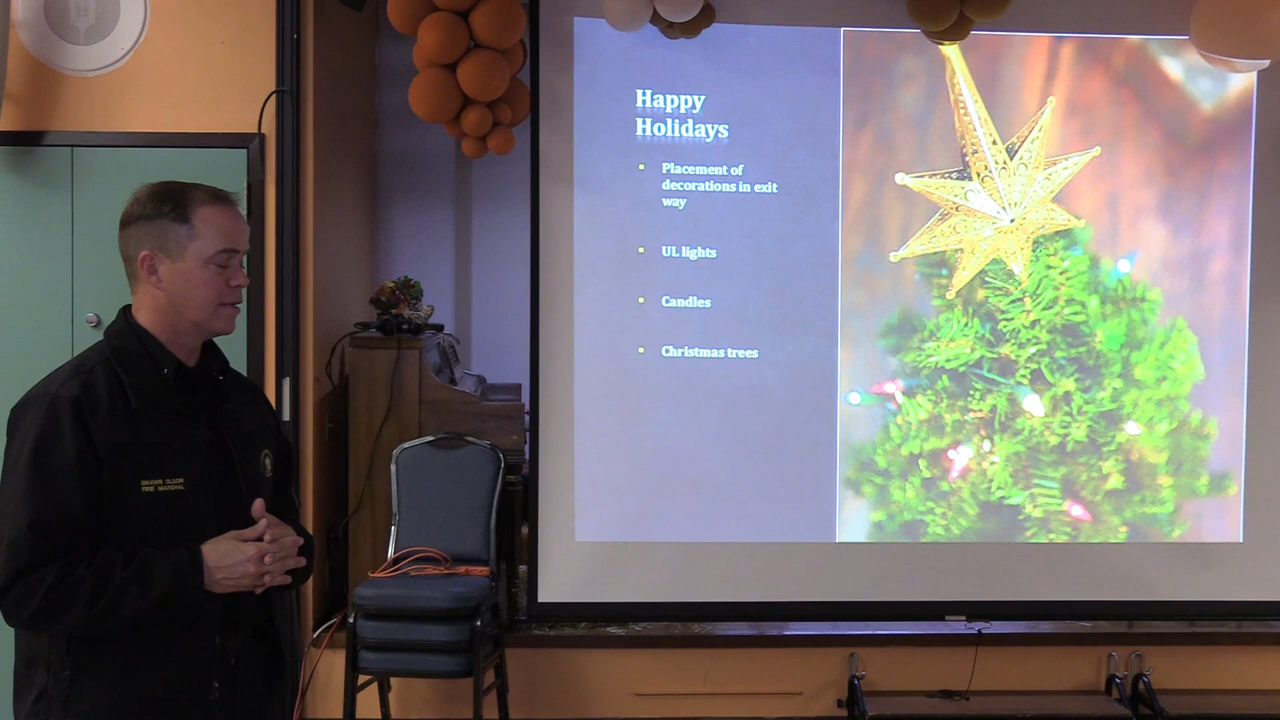 Happy
Holidays
Placement of
decorations in exit
way
UL lights
Candles
Christmas trees
SHAWN OLSON
FIRE MARSHAL